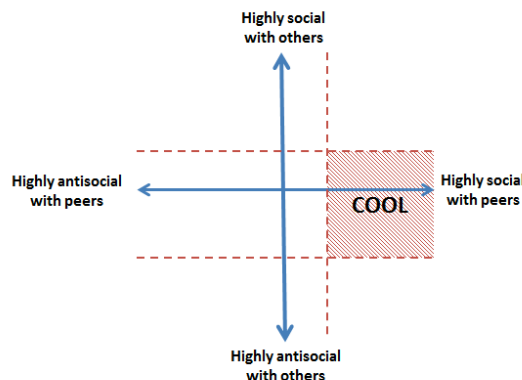 Highly social
with others
Highly antisocial
with peers
Highly social
with peers
COOL
Highly antisocial
with others